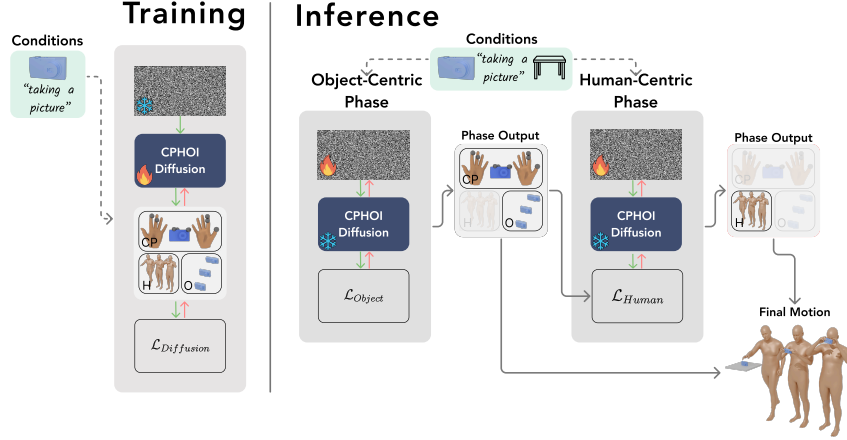 Training
Conditions
"taking a
picture"
CPHOI
Diffusion
CP
H
O
ℒ_Diffusion
Inference
Conditions
"taking a
picture"
Object-Centric
Phase
Human-Centric
Phase
CPHOI
Diffusion
ℒ_Object
Phase Output
CP
H
O
CPHOI
Diffusion
ℒ_Human
Phase Output
CP
H
O
Final Motion